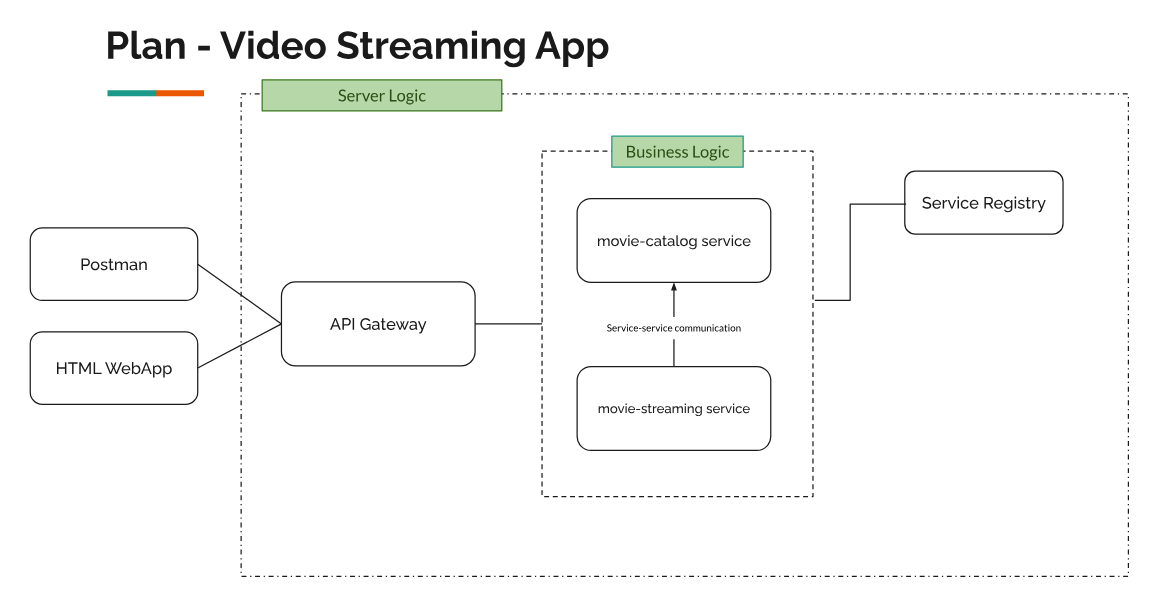 Plan - Video Streaming App
Server Logic
Business Logic
Service Registry
movie-catalog service
Postman
API Gateway
Service-service communication
HTML WebApp
movie-streaming service